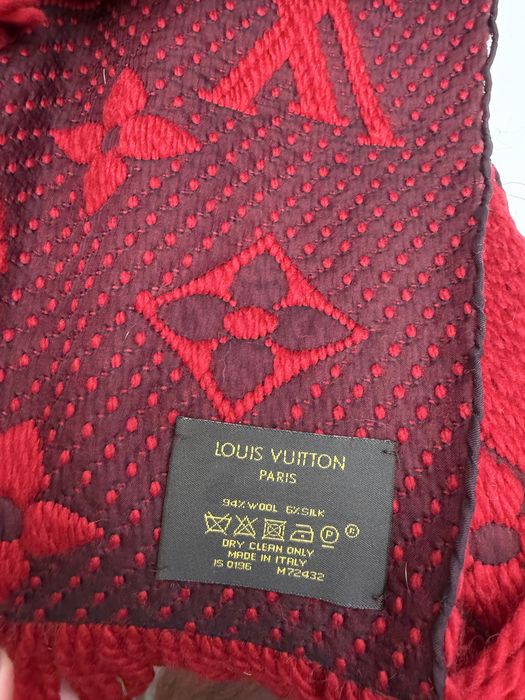 LOUIS VUITTON
PARIS
94%WOOL 6%SILK
P ®
DRY CLEAN ONLY
MADE IN ITALY
IS 0196 M72432